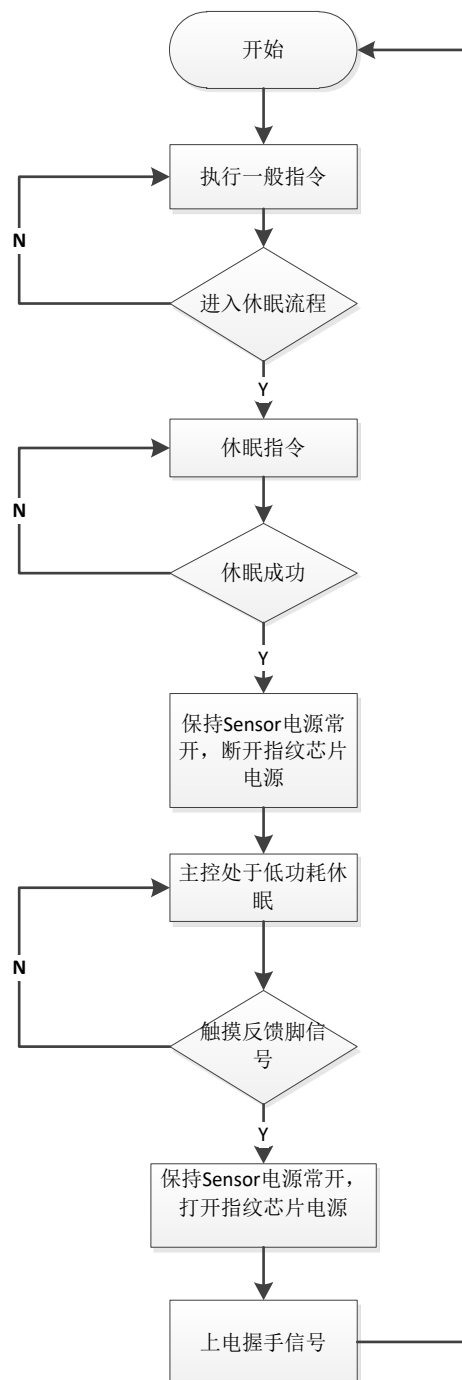 开始
执行一般指令
N
进入休眠流程
Y
休眠指令
N
休眠成功
Y
保持Sensor电源常
开，断开指纹芯片
电源
主控处于低功耗休
眠
N
触摸反馈脚信
号
Y
保持Sensor电源常开，
打开指纹芯片电源
上电握手信号